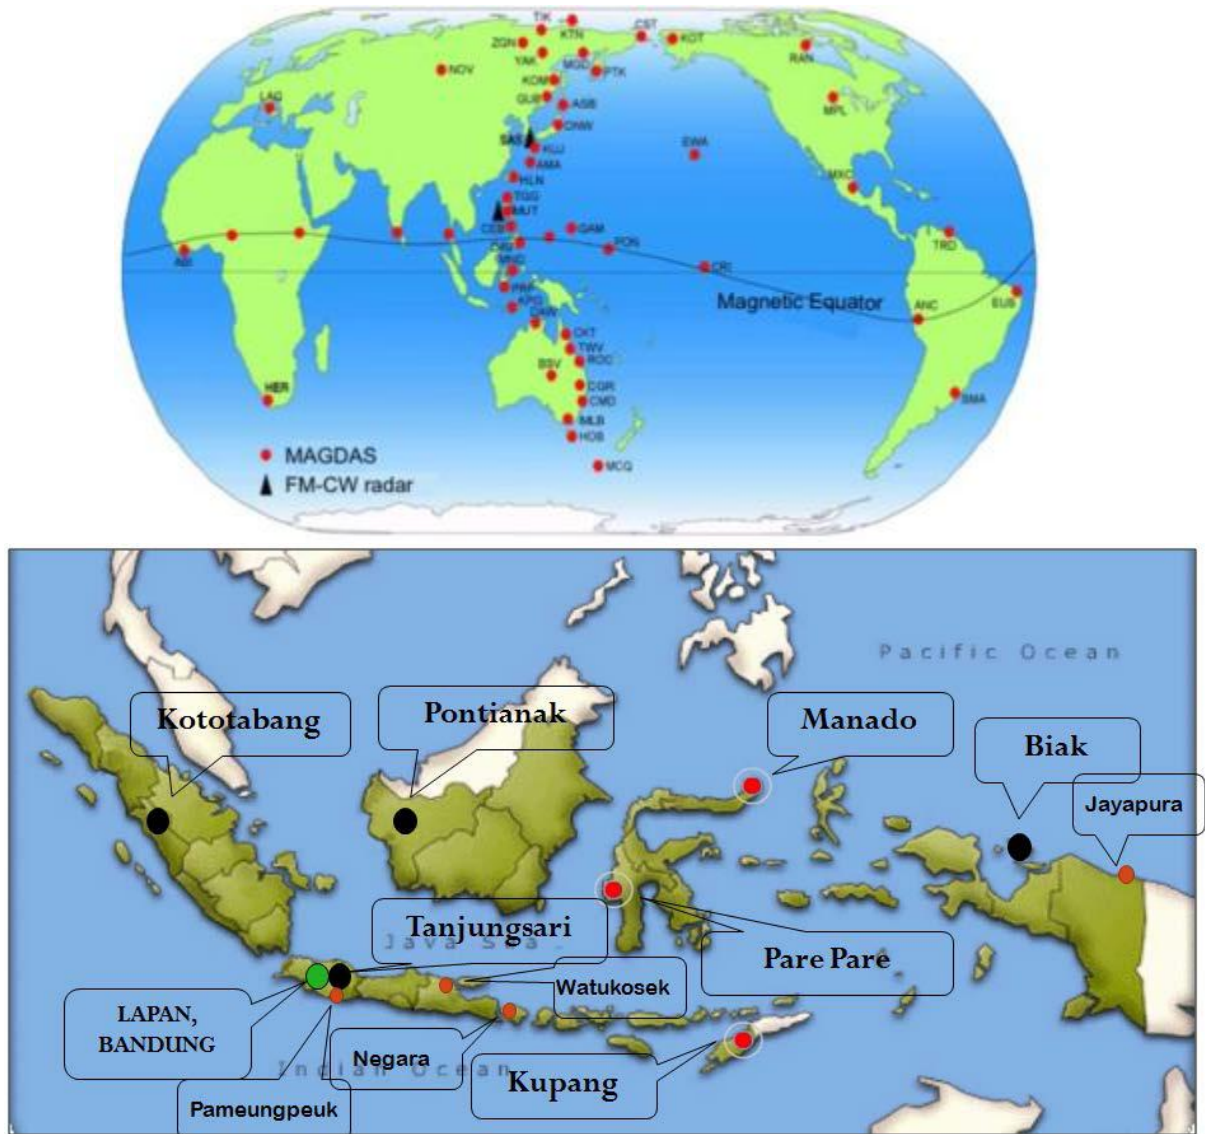 TIK
KTN
CST
ZGN
KOT
YAK
MGD
RAN
NOV
PTK
KOM
LAQ
GLB
ASB
MPL
ONW
EWA
SAS
KUJ
AMA
HLN
MXC
TGG
MUT
CEB
GAM
PON
TRD
MND
CRI
PRP
KPG
Magnetic Equator
ANC
EUS
DAW
CKT
TWV
ROC
BSV
CGR
HER
CMD
SMA
MLB
HOB
MAGDAS
MCQ
FM-CW radar
Pacific Ocean
Kototabang
Pontianak
Manado
Biak
Jayapura
Tanjungsari
Java Sea
Pare Pare
Watukosek
LAPAN,
BANDUNG
Negara
Kupang
Indian Ocean
Pameungpeuk